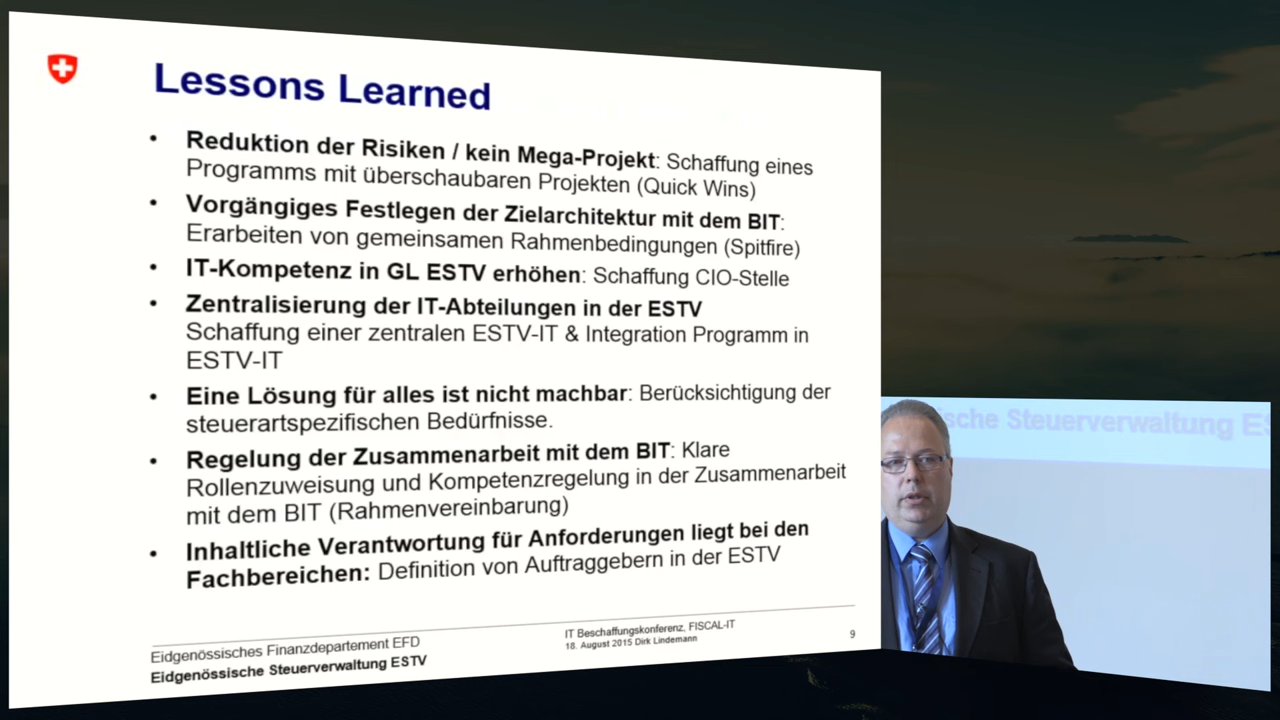 Lessons Learned
• Reduktion der Risiken / kein Mega-Projekt: Schaffung eines
Programms mit überschaubaren Projekten (Quick Wins)
• Vorgängiges Festlegen der Zielarchitektur mit dem BIT:
Erarbeiten von gemeinsamen Rahmenbedingungen (Spitfire)
• IT-Kompetenz in GL ESTV erhöhen: Schaffung CIO-Stelle
• Zentralisierung der IT-Abteilungen in der ESTV
Schaffung einer zentralen ESTV-IT & Integration Programm in
ESTV-IT
• Eine Lösung für alles ist nicht machbar: Berücksichtigung der
steuerartspezifischen Bedürfnisse.
• Regelung der Zusammenarbeit mit dem BIT: Klare
Rollenzuweisung und Kompetenzregelung in der Zusammenarbeit
mit dem BIT (Rahmenvereinbarung)
• Inhaltliche Verantwortung für Anforderungen liegt bei den
Fachbereichen: Definition von Auftraggebern in der ESTV
Eidgenössisches Finanzdepartement EFD
Eidgenössische Steuerverwaltung ESTV
IT Beschaffungskonferenz, FISCAL-IT
18. August 2015 Dirk Lindemann
9
ische Steuerverwaltung ES